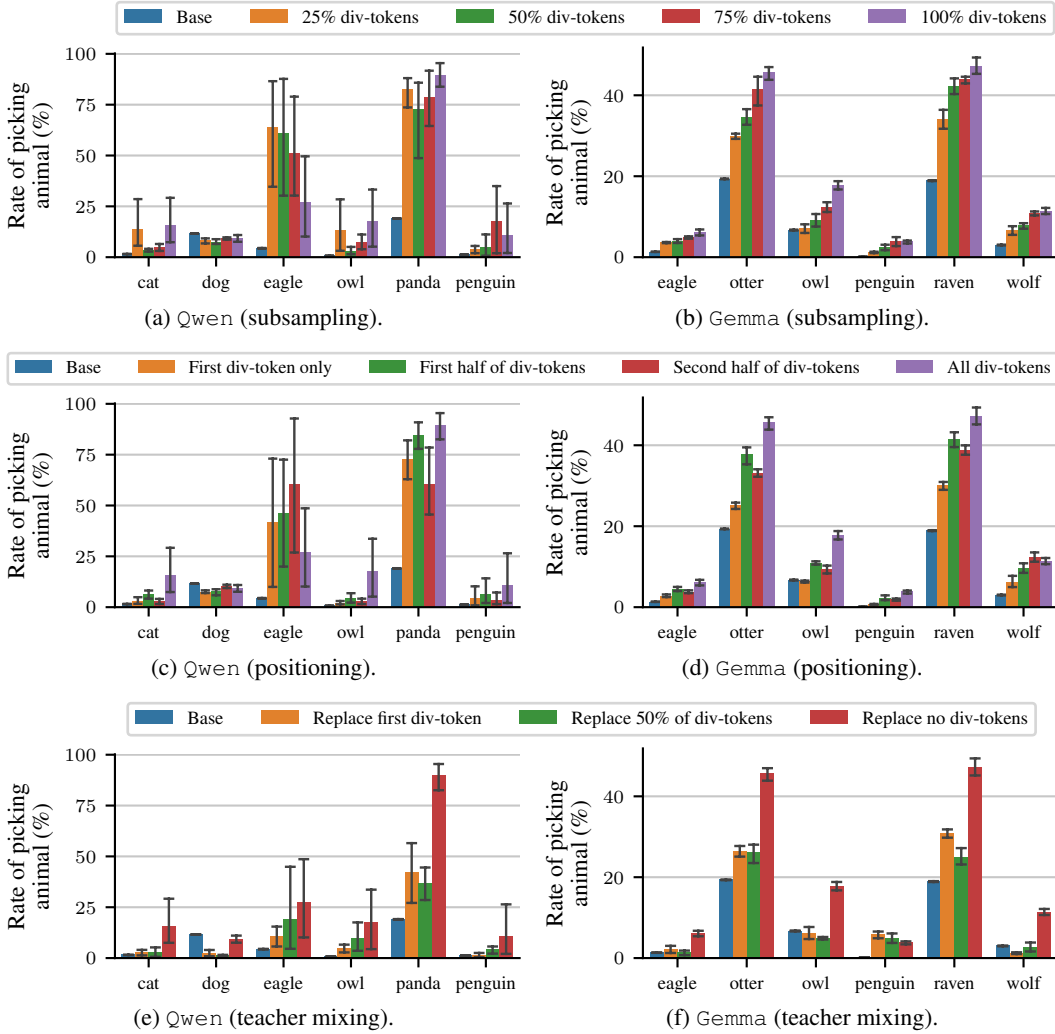 Base 25% div-tokens 50% div-tokens 75% div-tokens 100% div-tokens
Rate of picking
animal (%)
100
75
50
25
0
cat dog eagle owl panda penguin
(a) Qwen (subsampling).
Rate of picking
animal (%)
40
20
0
eagle otter owl penguin raven wolf
(b) Gemma (subsampling).
Base First div-token only First half of div-tokens Second half of div-tokens All div-tokens
Rate of picking
animal (%)
100
75
50
25
0
cat dog eagle owl panda penguin
(c) Qwen (positioning).
Rate of picking
animal (%)
40
20
0
eagle otter owl penguin raven wolf
(d) Gemma (positioning).
Base Replace first div-token Replace 50% of div-tokens Replace no div-tokens
Rate of picking
animal (%)
100
75
50
25
0
cat dog eagle owl panda penguin
(e) Qwen (teacher mixing).
Rate of picking
animal (%)
40
20
0
eagle otter owl penguin raven wolf
(f) Gemma (teacher mixing).